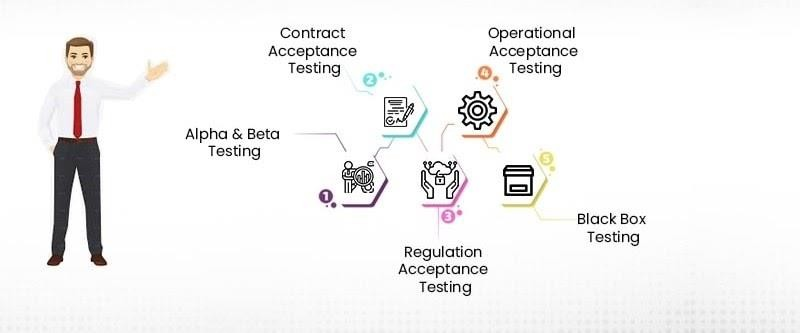 Contract
Acceptance
Testing
Operational
Acceptance
Testing
2
4
Alpha & Beta
Testing
5
1
3
Black Box
Testing
Regulation
Acceptance
Testing